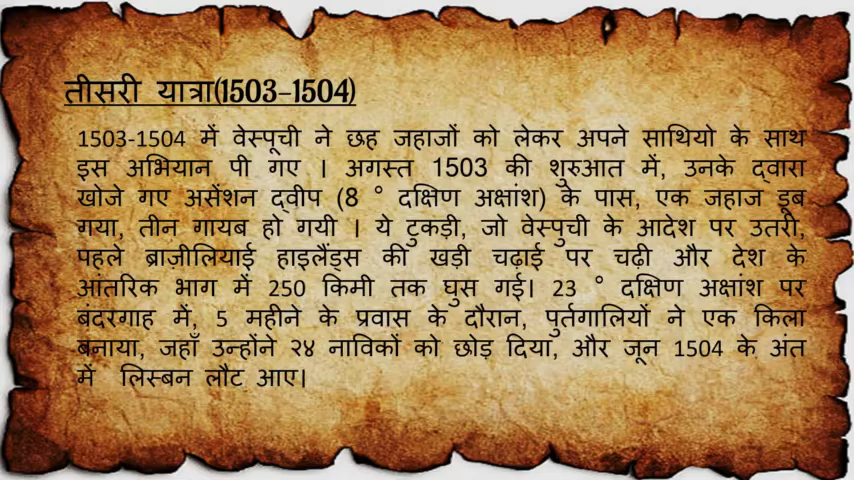 तीसरी यात्रा(1503-1504)
1503-1504 में वेस्पूची ने छह जहाजों को लेकर अपने साथियो के साथ
इस अभियान पी गए । अगस्त 1503 की शुरुआत में, उनके द्वारा
खोजे गए असेंशन द्वीप (8 ° दक्षिण अक्षांश) के पास, एक जहाज डूब
गया, तीन गायब हो गयी । ये टुकड़ी, जो वेस्पुची के आदेश पर उतरी,
पहले ब्राज़ीलियाई हाइलैंड्स की खड़ी चढ़ाई पर चढ़ी और देश के
आंतरिक भाग में 250 किमी तक घुस गई। 23 ° दक्षिण अक्षांश पर
बंदरगाह में, 5 महीने के प्रवास के दौरान, पुर्तगालियों ने एक किला
बनाया, जहाँ उन्होंने २४ नाविकों को छोड़ दिया, और जून 1504 के अंत
में लिस्बन लौट आए।